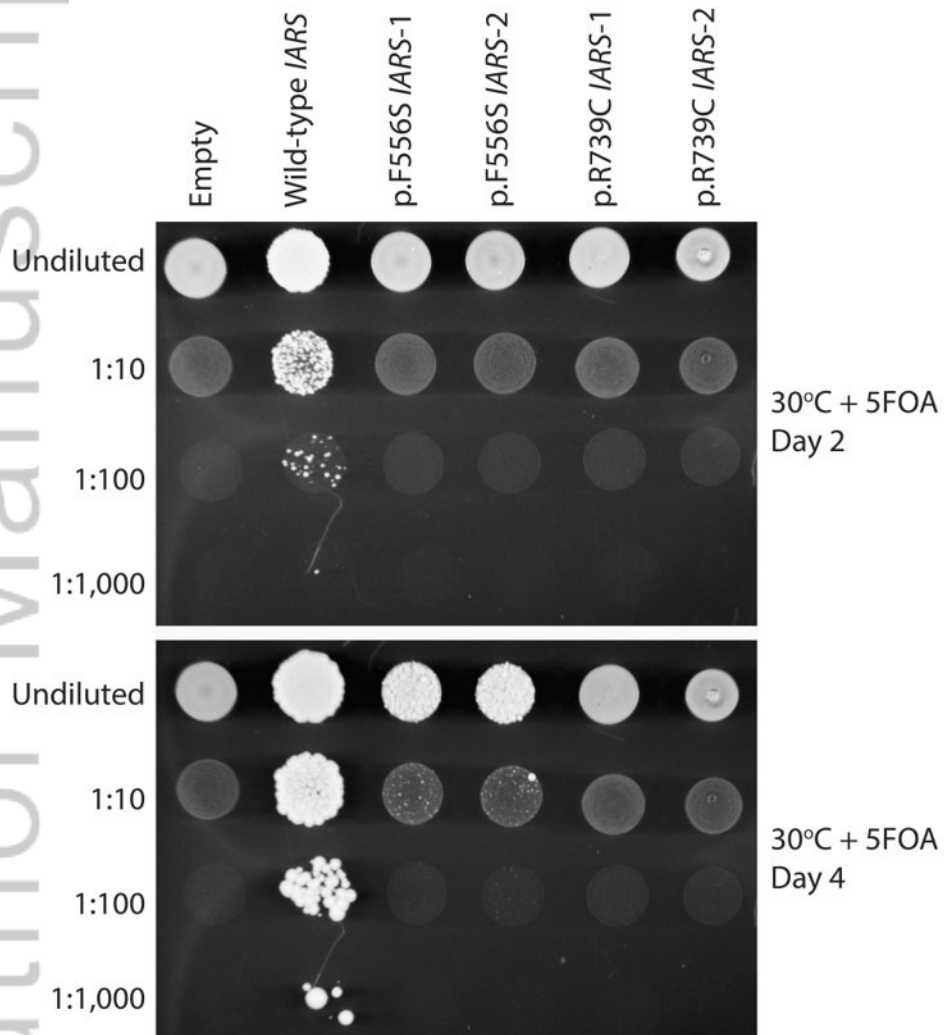 Author Manuscript
Empty
Wild-type IARS
p.F556S IARS-1
p.F556S IARS-2
p.R739C IARS-1
p.R739C IARS-2
Undiluted
1:10
1:100
1:1,000
30°C + 5FOA
Day 2
Undiluted
1:10
1:100
1:1,000
30°C + 5FOA
Day 4